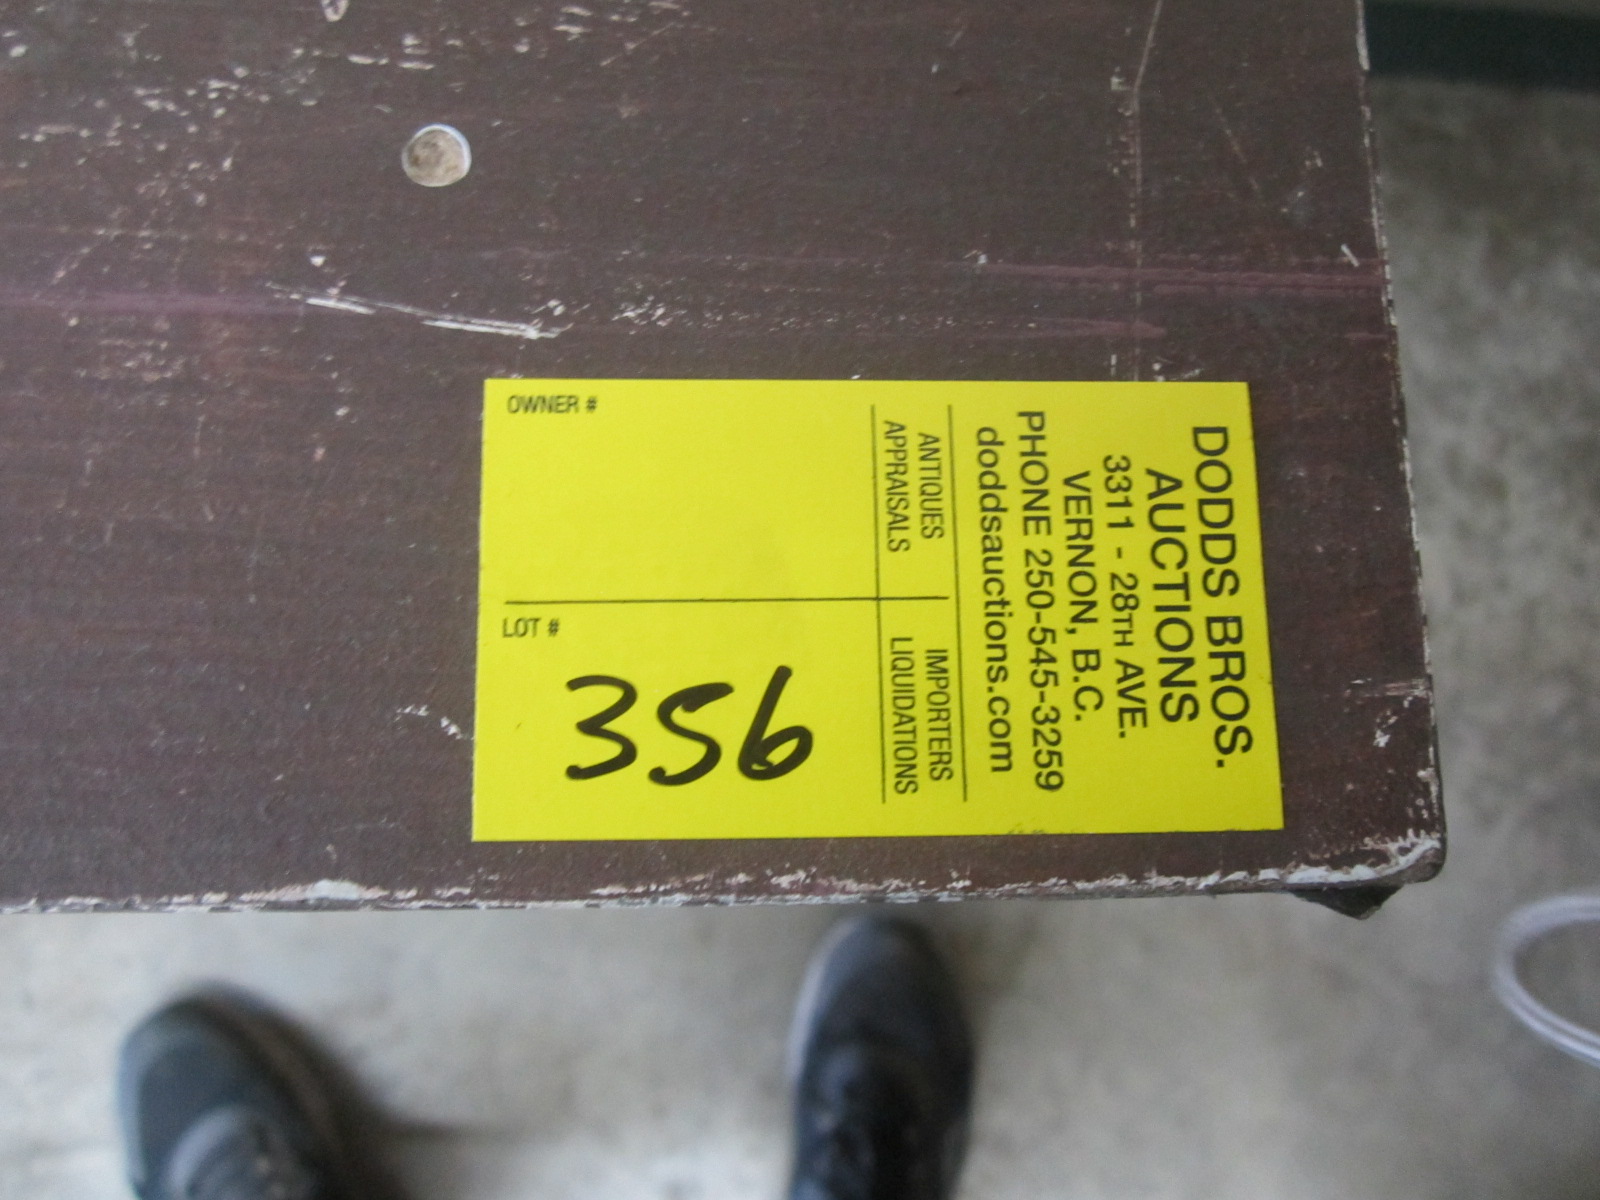 DODDS BROS.
AUCTIONS
3311 - 28TH AVE.
VERNON, B.C.
PHONE 250-545-3259
doddsauctions.com
ANTIQUES
APPRAISALS
IMPORTERS
LIQUIDATIONS
OWNER #
LOT #
356